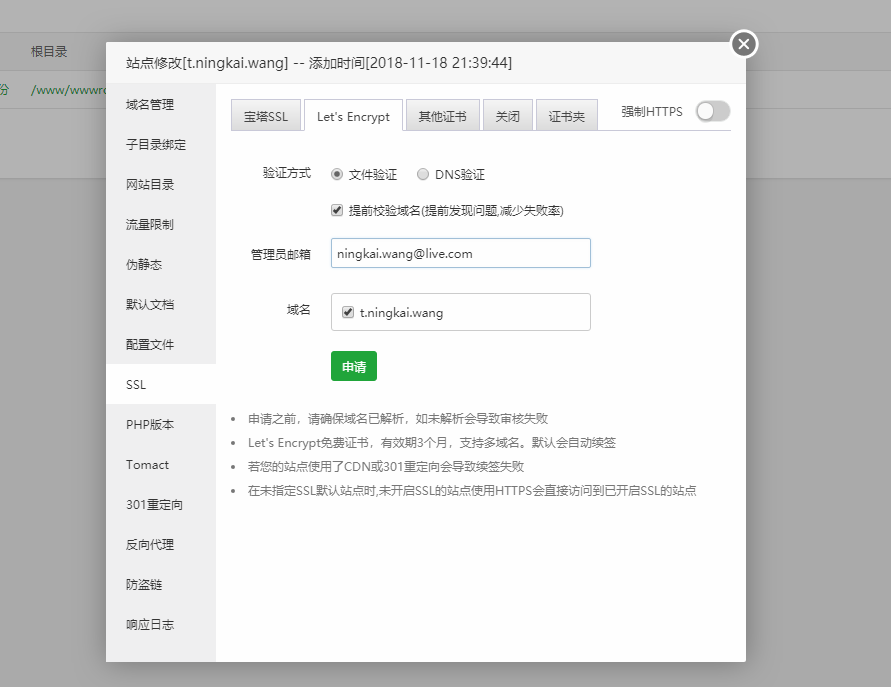 根目录
份 /www/wwwro
站点修改[t.ningkai.wang] -- 添加时间[2018-11-18 21:39:44]
域名管理
子目录绑定
网站目录
流量限制
伪静态
默认文档
配置文件
SSL
PHP版本
Tomact
301重定向
反向代理
防盗链
响应日志
宝塔SSL Let's Encrypt 其他证书 关闭 证书夹 强制HTTPS
验证方式 文件验证 DNS验证
提前校验域名(提前发现问题,减少失败率)
管理员邮箱 ningkai.wang@live.com
域名 t.ningkai.wang
申请
申请之前，请确保域名已解析，如未解析会导致审核失败
Let's Encrypt免费证书，有效期3个月，支持多域名。默认会自动续签
若您的站点使用了CDN或301重定向会导致续签失败
在未指定SSL默认站点时,未开启SSL的站点使用HTTPS会直接访问到已开启SSL的站点